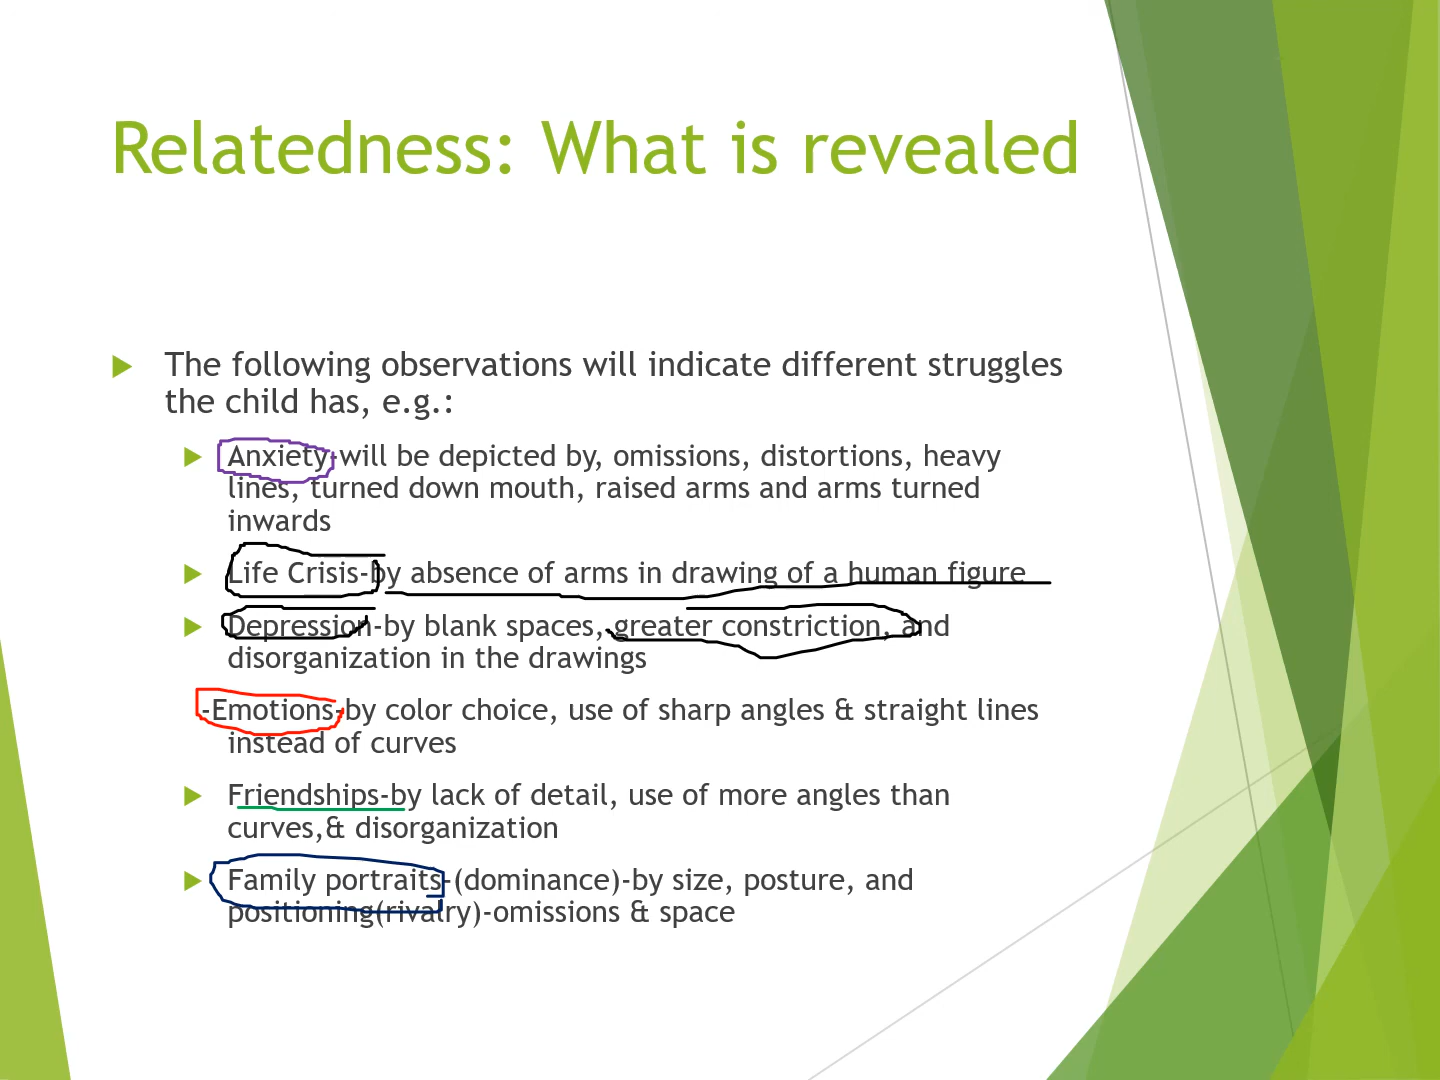 Relatedness: What is revealed
The following observations will indicate different struggles
the child has, e.g.:
Anxiety-will be depicted by, omissions, distortions, heavy
lines, turned down mouth, raised arms and arms turned
inwards
Life Crisis-by absence of arms in drawing of a human figure
Depression-by blank spaces, greater constriction, and
disorganization in the drawings
-Emotions-by color choice, use of sharp angles & straight lines
instead of curves
Friendships-by lack of detail, use of more angles than
curves,& disorganization
Family portraits-(dominance)-by size, posture, and
positioning(rivalry)-omissions & space